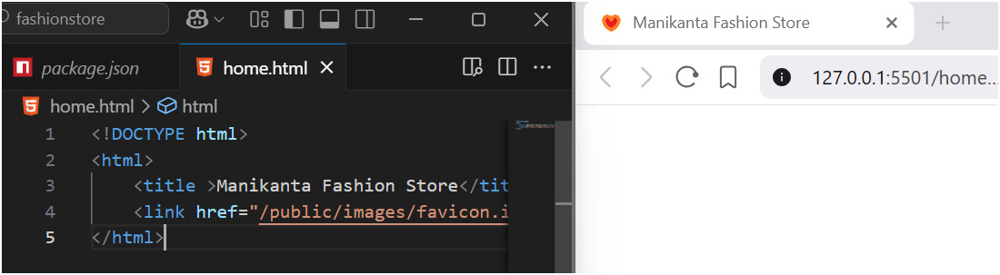 fashionstore
package.json
home.html
home.html > html
1 <!DOCTYPE html>
2 <html>
3 <title >Manikanta Fashion Store</tit
4 <link href="/public/images/favicon.i
5 </html>
Manikanta Fashion Store
127.0.0.1:5501/home...